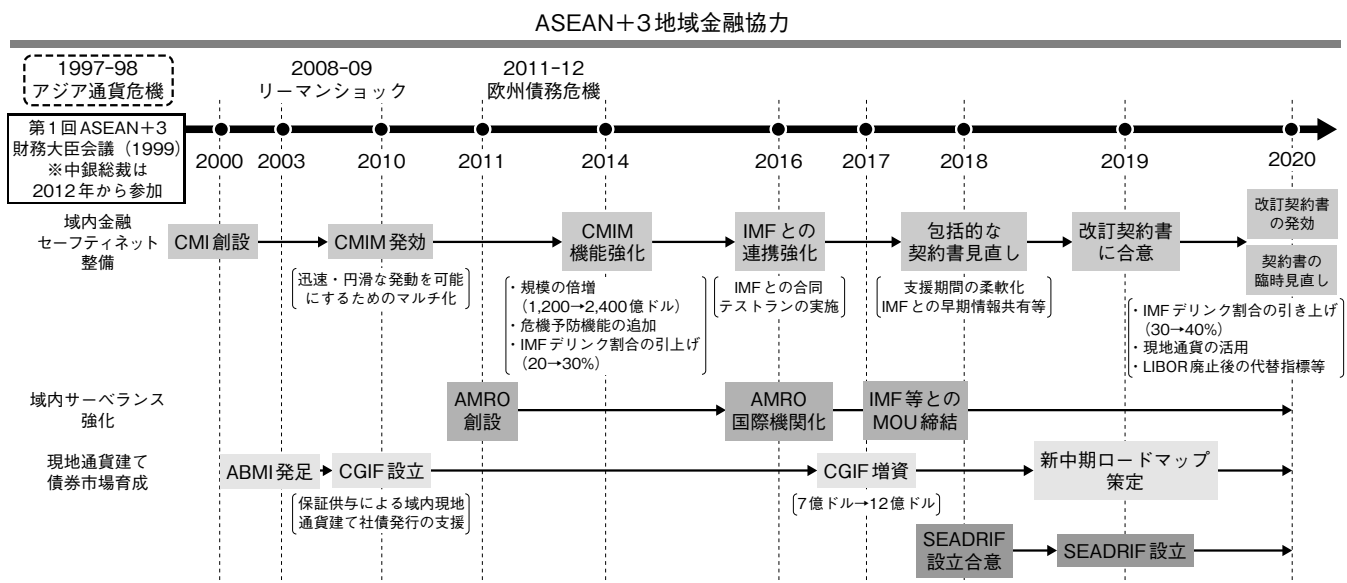 ASEAN+3地域金融協力
1997-98
アジア通貨危機
2008-09
リーマンショック
2011-12
欧州債務危機
第1回ASEAN+3
財務大臣会議(1999)
※中銀総裁は
2012年から参加
2000
2003
2010
2011
2014
2016
2017
2018
2019
2020
域内金融
セーフティネット
整備
CMI創設
CMIM発効
迅速・円滑な発動を可能
にするためのマルチ化
CMIM
機能強化
・規模の倍増
(1,200→2,400億ドル)
・危機予防機能の追加
・IMFデリンク割合の引上げ
(20→30%)
IMFとの
連携強化
IMFとの合同
テストランの実施
包括的な
契約書見直し
支援期間の柔軟化
IMFとの早期情報共有等
改訂契約書
に合意
改訂契約書
の発効
契約書の
臨時見直し
・IMFデリンク割合の引き上げ
(30→40%)
・現地通貨の活用
・LIBOR廃止後の代替指標等
域内サーベランス
強化
AMRO
創設
AMRO
国際機関化
IMF等との
MOU締結
現地通貨建て
債券市場育成
ABMI発足
CGIF設立
保証供与による域内現地
通貨建て社債発行の支援
CGIF増資
7億ドル→12億ドル
新中期ロードマップ
策定
SEADRIF
設立合意
SEADRIF設立